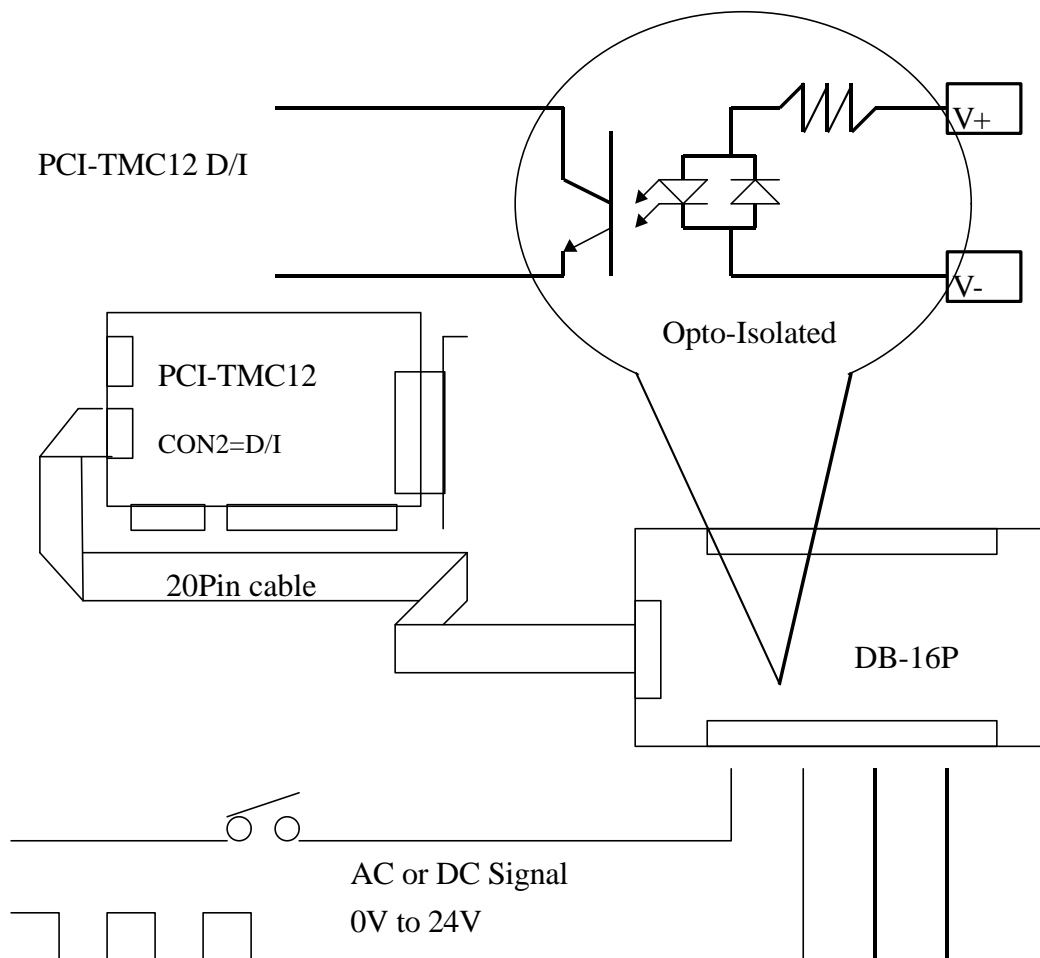 V+
PCI-TMC12 D/I
V-
Opto-Isolated
PCI-TMC12
CON2=D/I
20Pin cable
DB-16P
AC or DC Signal
0V to 24V